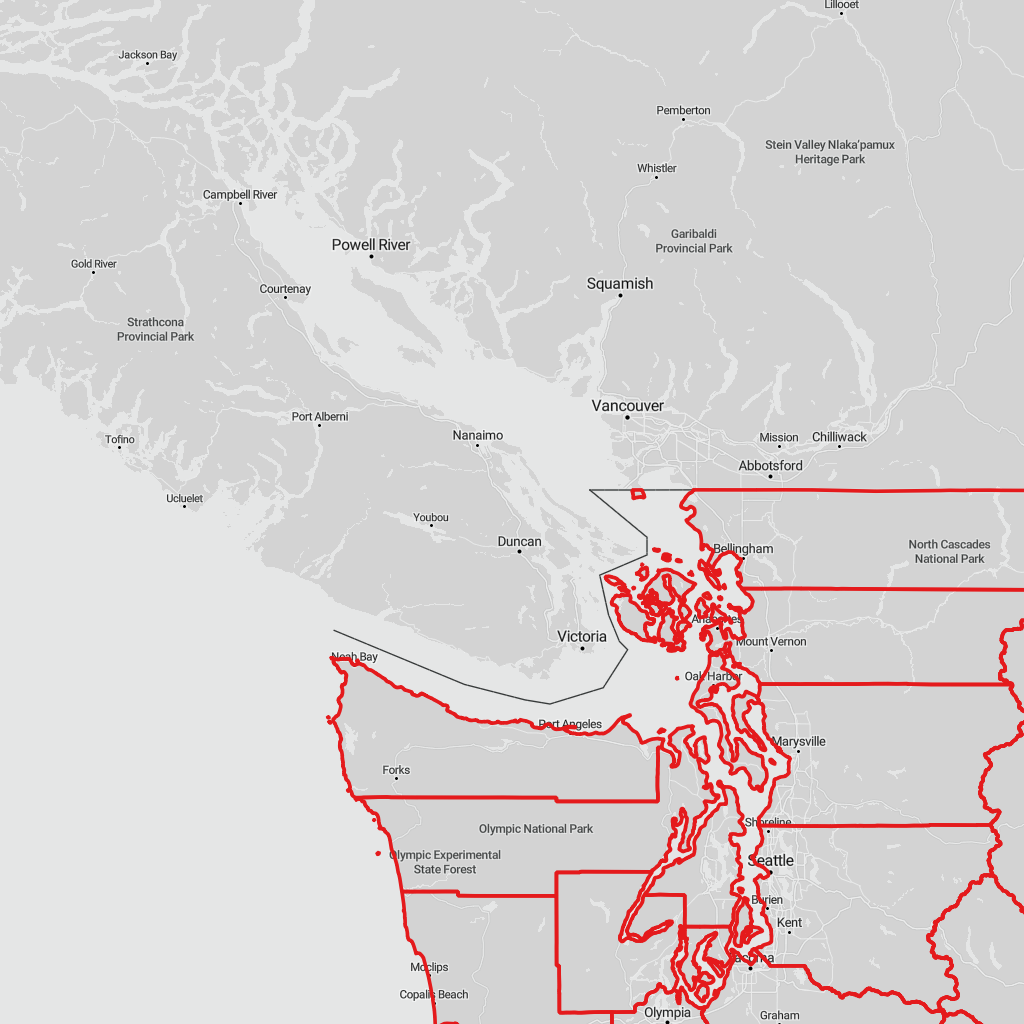 Lillooet
Jackson Bay
Pemberton
Stein Valley Nlaka'pamux
Heritage Park
Whistler
Campbell River
Garibaldi
Provincial Park
Powell River
Gold River
Squamish
Courtenay
Strathcona
Provincial Park
Vancouver
Port Alberni
Nanaimo
Mission
Chilliwack
Tofino
Abbotsford
Ucluelet
Youbou
Duncan
Bellingham
North Cascades
National Park
Anacortes
Victoria
Mount Vernon
Neah Bay
Oak Harbor
Port Angeles
Marysville
Forks
Shoreline
Olympic National Park
Olympic Experimental
State Forest
Seattle
Burien
Kent
Tacoma
Moclips
Copalis Beach
Olympia
Graham